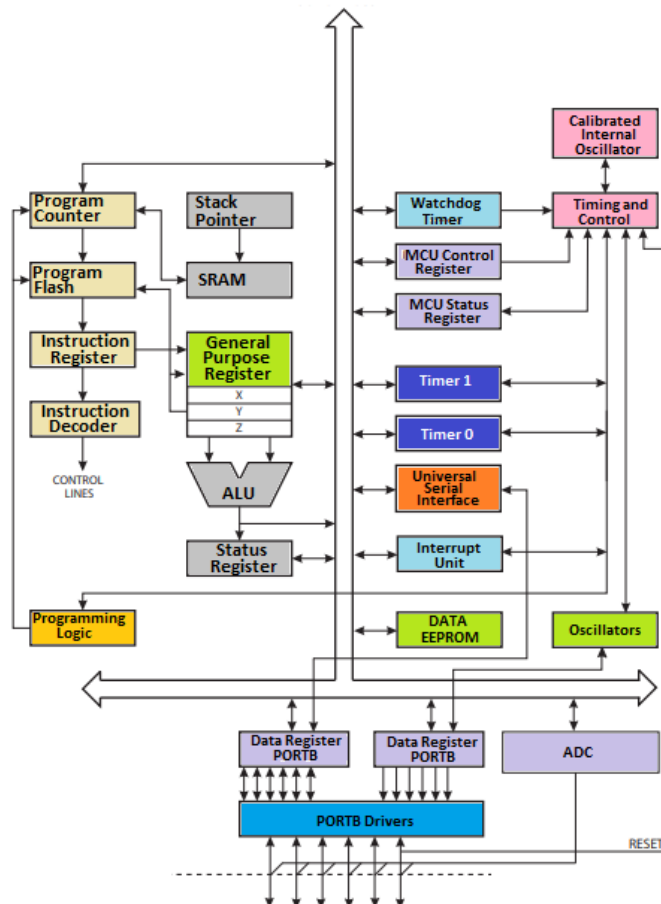 Calibrated
Internal
Oscillator
Program
Counter
Stack
Pointer
Watchdog
Timer
Timing and
Control
Program
Flash
SRAM
MCU Control
Register
MCU Status
Register
Instruction
Register
General
Purpose
Register
X
Y
Z
Timer 1
Instruction
Decoder
Timer 0
CONTROL
LINES
ALU
Universal
Serial
Interface
Status
Register
Interrupt
Unit
Programming
Logic
DATA
EEPROM
Oscillators
Data Register
PORTB
Data Register
PORTB
ADC
PORTB Drivers
RESET